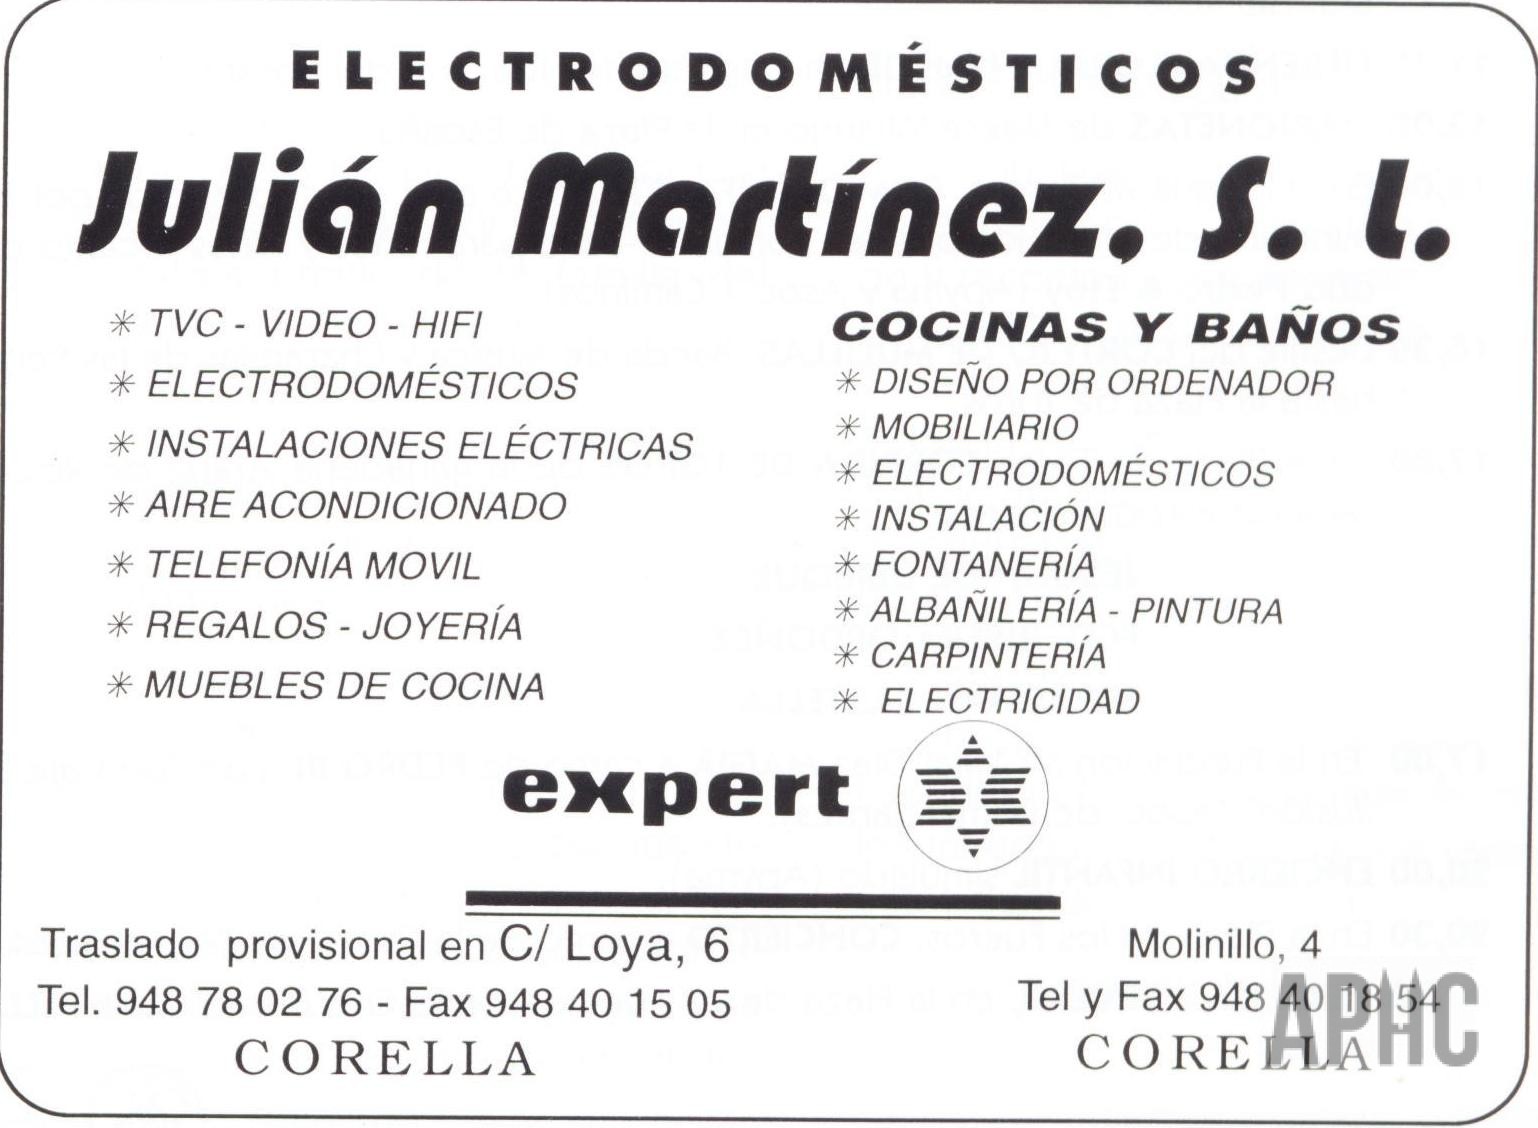 ELECTRODOMÉSTICOS
Julián Martínez, S. L.
✳ TVC - VIDEO - HIFI
✳ ELECTRODOMÉSTICOS
✳ INSTALACIONES ELÉCTRICAS
✳ AIRE ACONDICIONADO
✳ TELEFONÍA MOVIL
✳ REGALOS - JOYERÍA
✳ MUEBLES DE COCINA
COCINAS Y BAÑOS
✳ DISEÑO POR ORDENADOR
✳ MOBILIARIO
✳ ELECTRODOMÉSTICOS
✳ INSTALACIÓN
✳ FONTANERÍA
✳ ALBAÑILERÍA - PINTURA
✳ CARPINTERÍA
✳ ELECTRICIDAD
expert
Traslado provisional en C/ Loya, 6
Tel. 948 78 02 76 - Fax 948 40 15 05
CORELLA
Molinillo, 4
Tel y Fax 948 40 18 54
CORELLA
APHC